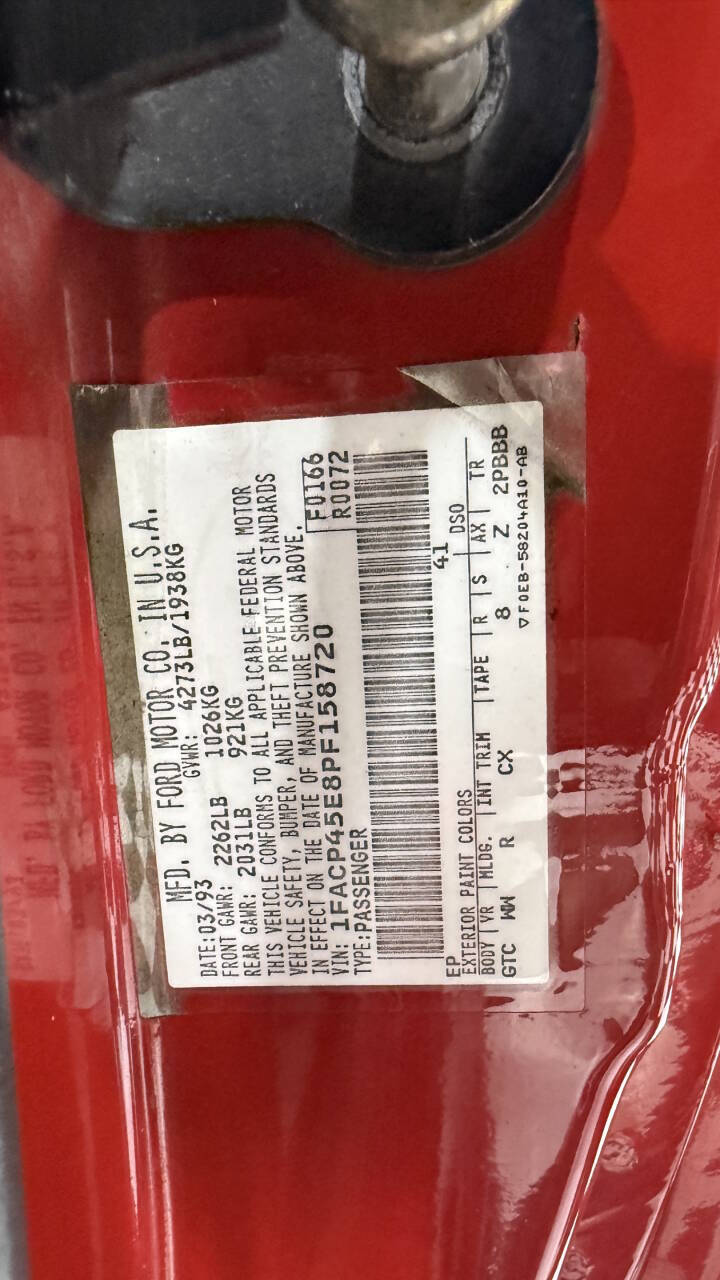 MFD. BY FORD MOTOR CO. IN U.S.A.
DATE: 03/93 GVWR: 4273LB/1938KG
FRONT GAWR: 2262LB 1026KG
REAR GAWR: 2031LB 921KG
THIS VEHICLE CONFORMS TO ALL APPLICABLE FEDERAL MOTOR
VEHICLE SAFETY, BUMPER, AND THEFT PREVENTION STANDARDS
IN EFFECT ON THE DATE OF MANUFACTURE SHOWN ABOVE.
VIN: 1FACP45E8PF158720 F0166
TYPE: PASSENGER R0072
EP 41
EXTERIOR PAINT COLORS DSO
BODY VR MLDG. INT TRIM TAPE R S AX TR
GTC WW R CX 8 Z 2PBBB
▽F0EB-58204A10-AB